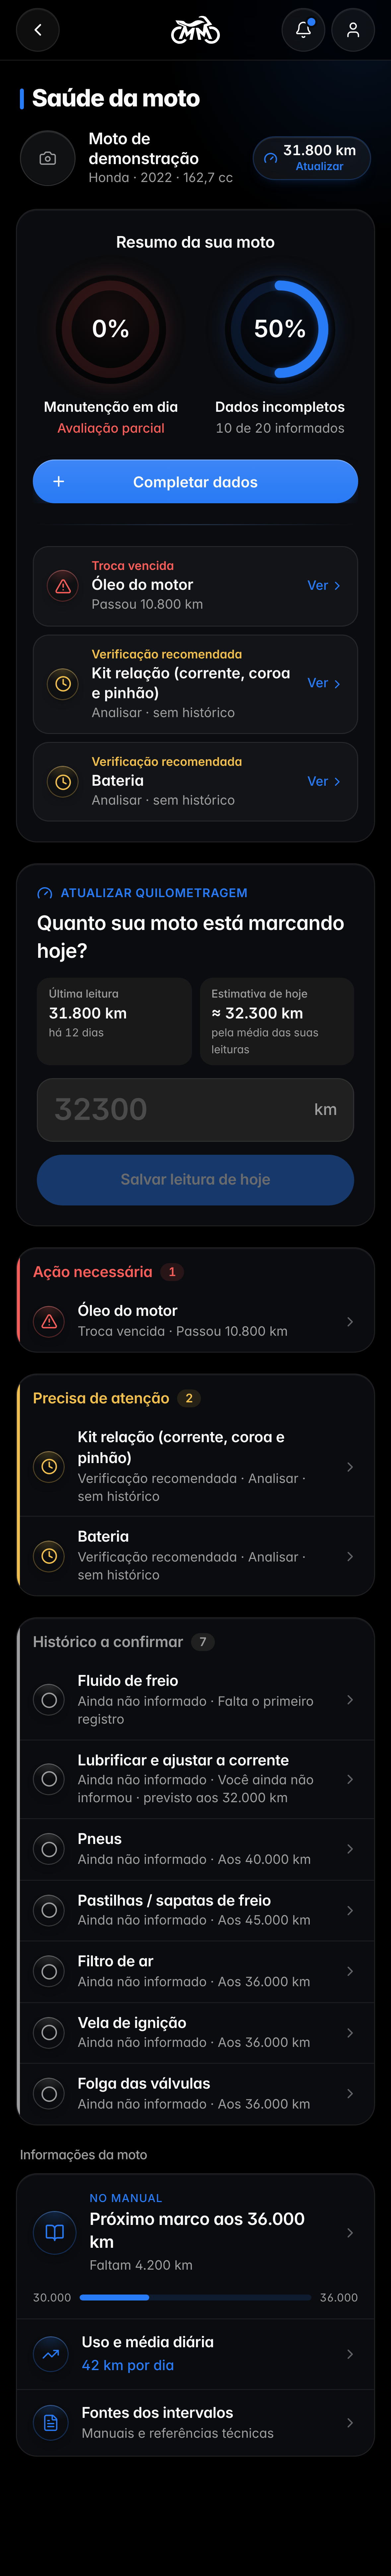 Saúde da moto
Moto de
demonstração
Honda · 2022 · 162,7 cc
31.800 km
Atualizar
Resumo da sua moto
0%
50%
Manutenção em dia
Avaliação parcial
Dados incompletos
10 de 20 informados
Completar dados
Troca vencida
Óleo do motor
Passou 10.800 km
Ver
Verificação recomendada
Kit relação (corrente, coroa
e pinhão)
Analisar · sem histórico
Ver
Verificação recomendada
Bateria
Analisar · sem histórico
Ver
ATUALIZAR QUILOMETRAGEM
Quanto sua moto está marcando
hoje?
Última leitura
31.800 km
há 12 dias
Estimativa de hoje
≈ 32.300 km
pela média das suas
leituras
32300
km
Salvar leitura de hoje
Ação necessária 1
Óleo do motor
Troca vencida · Passou 10.800 km
Precisa de atenção 2
Kit relação (corrente, coroa e
pinhão)
Verificação recomendada · Analisar ·
sem histórico
Bateria
Verificação recomendada · Analisar ·
sem histórico
Histórico a confirmar 7
Fluido de freio
Ainda não informado · Falta o primeiro
registro
Lubrificar e ajustar a corrente
Ainda não informado · Você ainda não
informou · previsto aos 32.000 km
Pneus
Ainda não informado · Aos 40.000 km
Pastilhas / sapatas de freio
Ainda não informado · Aos 45.000 km
Filtro de ar
Ainda não informado · Aos 36.000 km
Vela de ignição
Ainda não informado · Aos 36.000 km
Folga das válvulas
Ainda não informado · Aos 36.000 km
Informações da moto
NO MANUAL
Próximo marco aos 36.000
km
Faltam 4.200 km
30.000
36.000
Uso e média diária
42 km por dia
Fontes dos intervalos
Manuais e referências técnicas